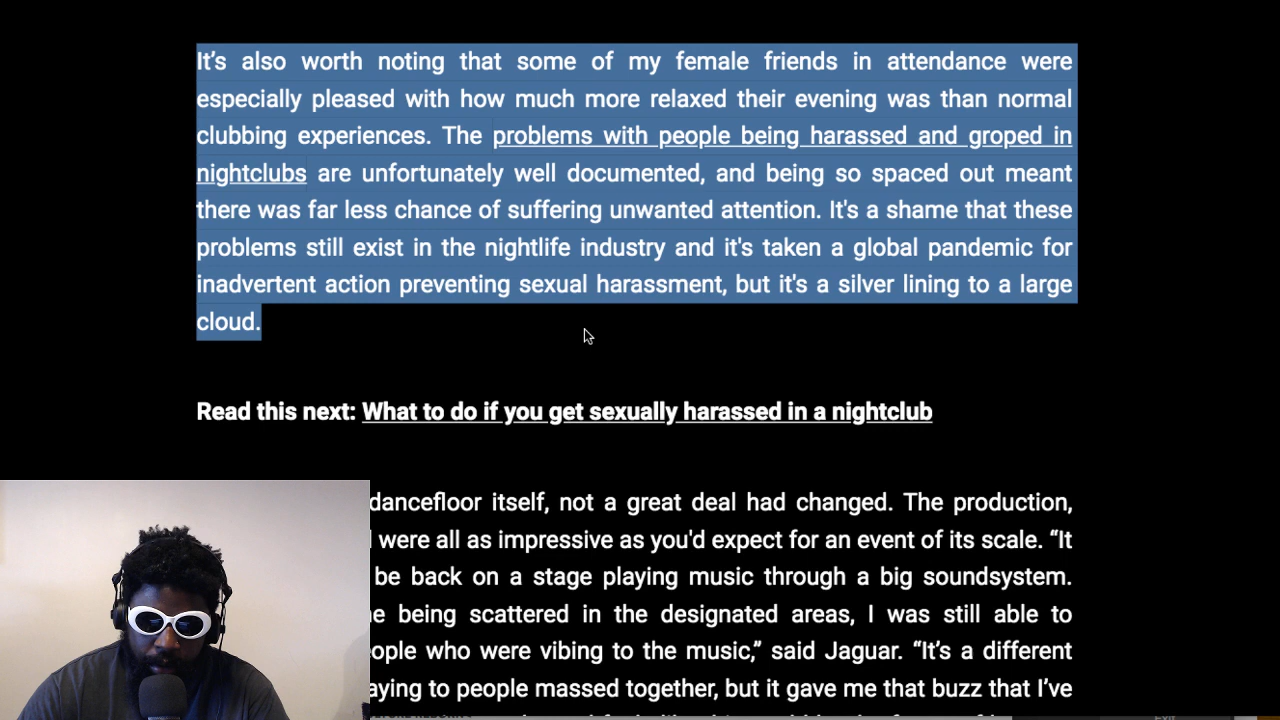 It’s also worth noting that some of my female friends in attendance were
especially pleased with how much more relaxed their evening was than normal
clubbing experiences. The problems with people being harassed and groped in
nightclubs are unfortunately well documented, and being so spaced out meant
there was far less chance of suffering unwanted attention. It's a shame that these
problems still exist in the nightlife industry and it's taken a global pandemic for
inadvertent action preventing sexual harassment, but it's a silver lining to a large
cloud.
Read this next: What to do if you get sexually harassed in a nightclub
dancefloor itself, not a great deal had changed. The production,
were all as impressive as you'd expect for an event of its scale. “It
be back on a stage playing music through a big soundsystem.
being scattered in the designated areas, I was still able to
who were vibing to the music,” said Jaguar. “It’s a different
to people massed together, but it gave me that buzz that I’ve